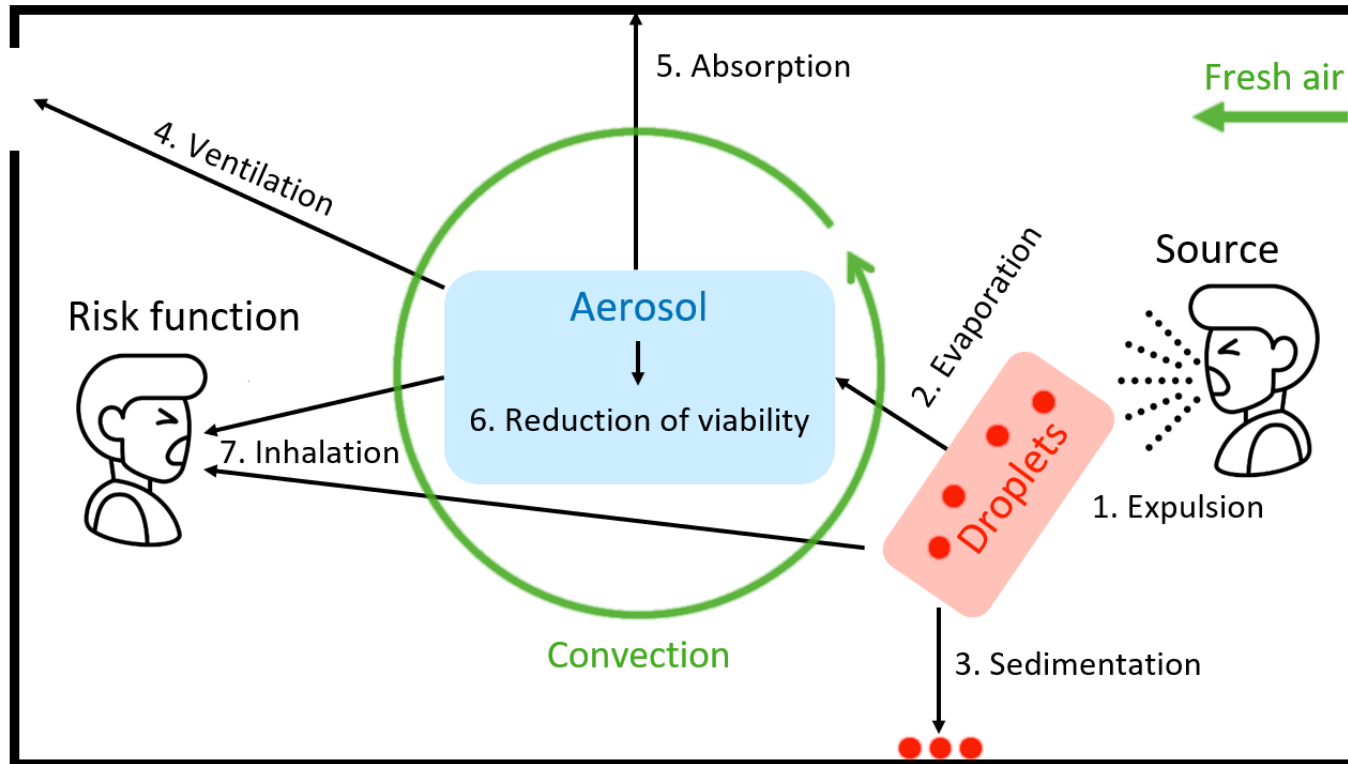 5. Absorption
Fresh air
4. Ventilation
Source
2. Evaporation
Risk function
Aerosol
6. Reduction of viability
7. Inhalation
Droplets
1. Expulsion
Convection
3. Sedimentation